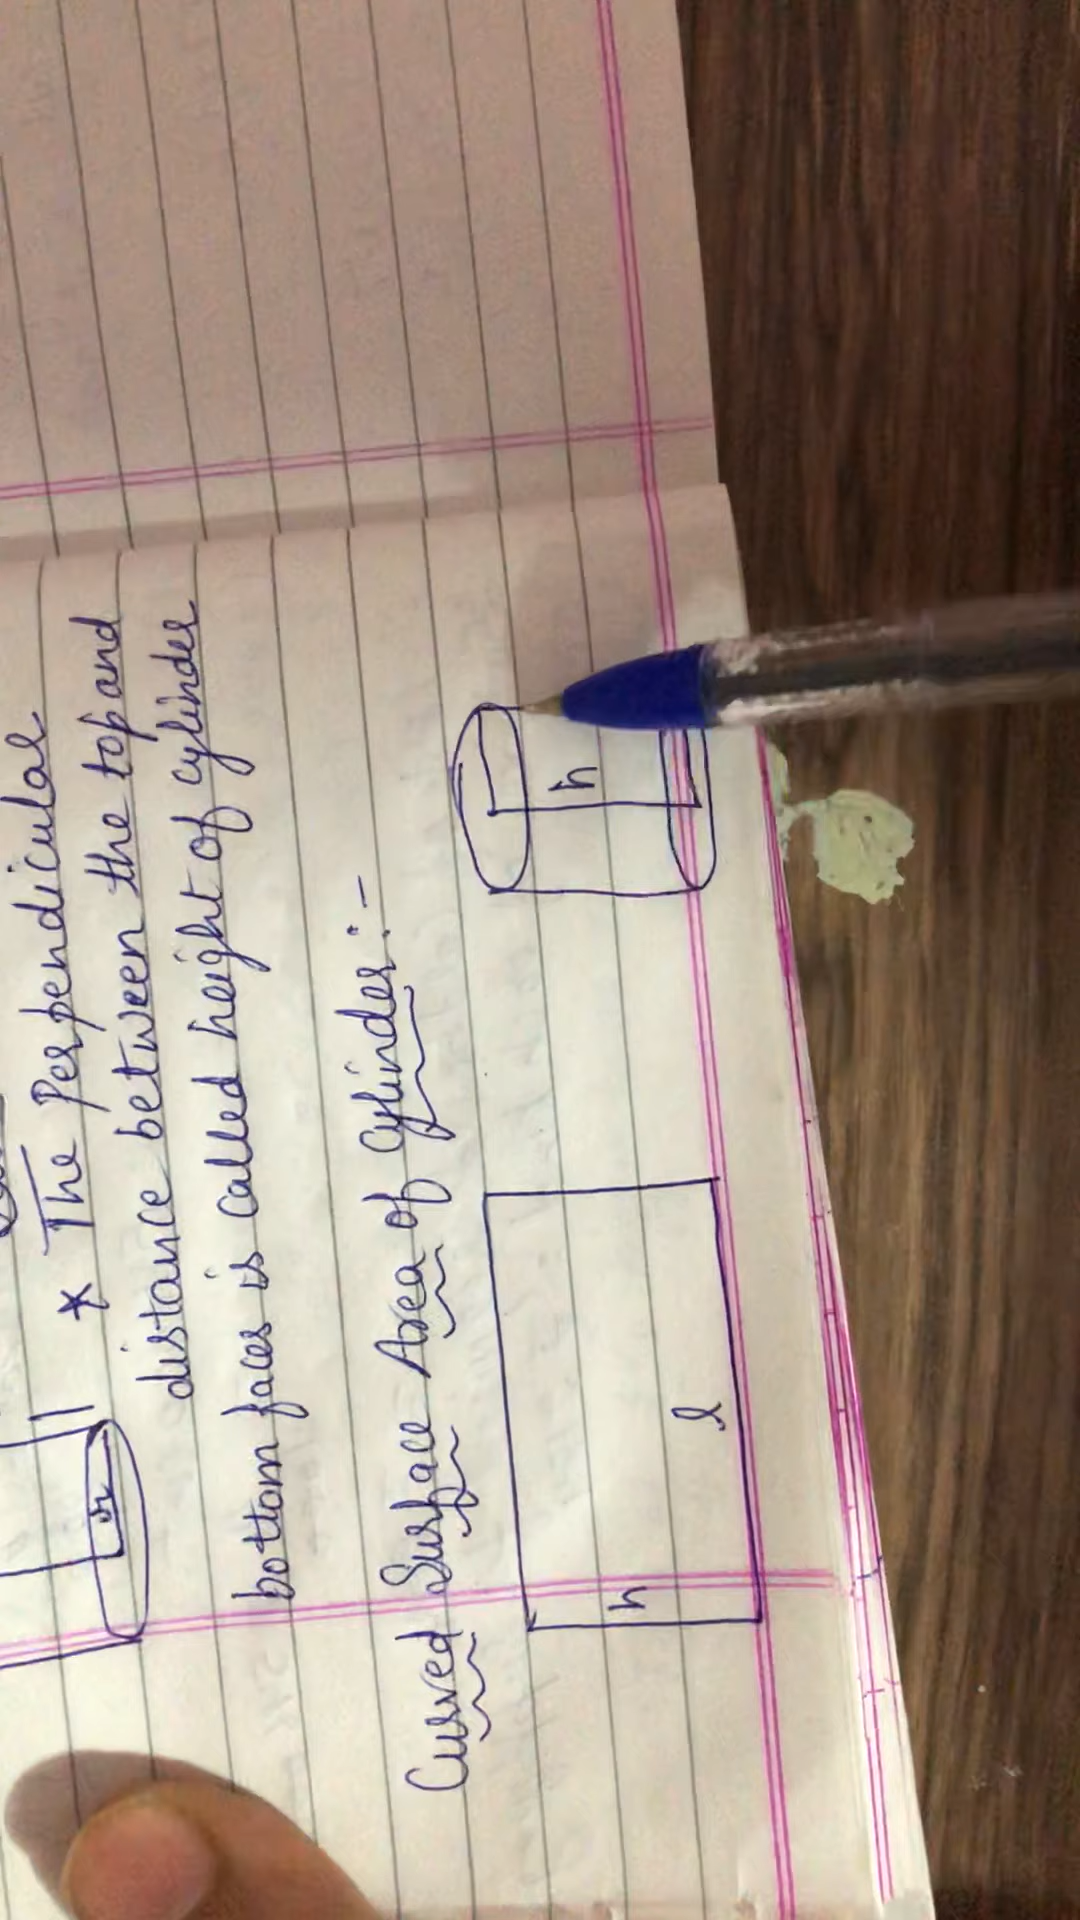 r
* The Perpendicular
distance between the top and
bottom faces is called height of cylinder
Curved Surface Area of Cylinder:-
h
l
h